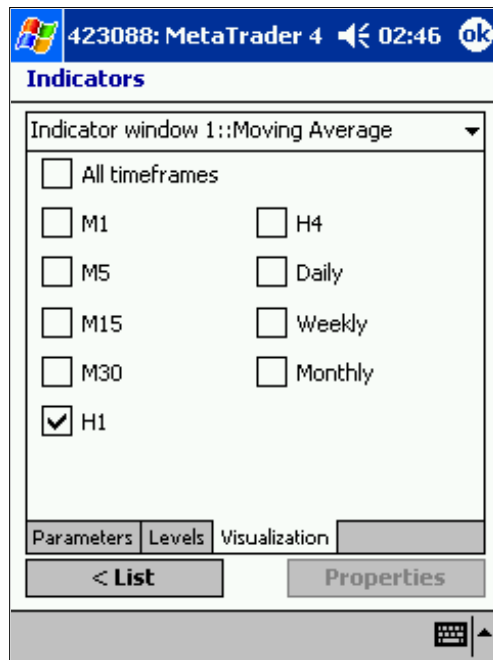 423088: MetaTrader 4 02:46 ok
Indicators
Indicator window 1::Moving Average
All timeframes
M1 H4
M5 Daily
M15 Weekly
M30 Monthly
H1
Parameters Levels Visualization
< List Properties